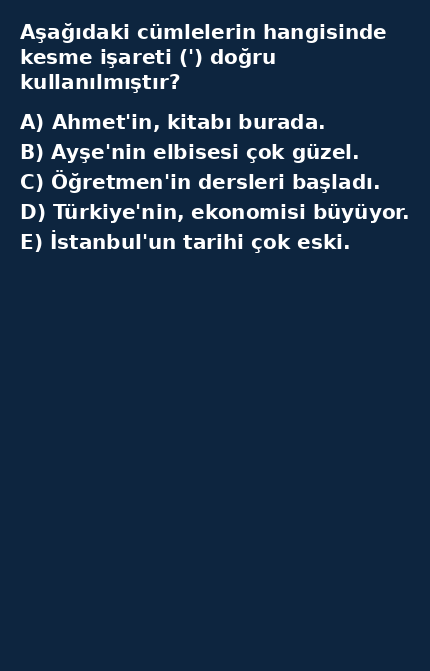 Aşağıdaki cümlelerin hangisinde
kesme işareti (') doğru
kullanılmıştır?
A) Ahmet'in, kitabı burada.
B) Ayşe'nin elbisesi çok güzel.
C) Öğretmen'in dersleri başladı.
D) Türkiye'nin, ekonomisi büyüyor.
E) İstanbul'un tarihi çok eski.